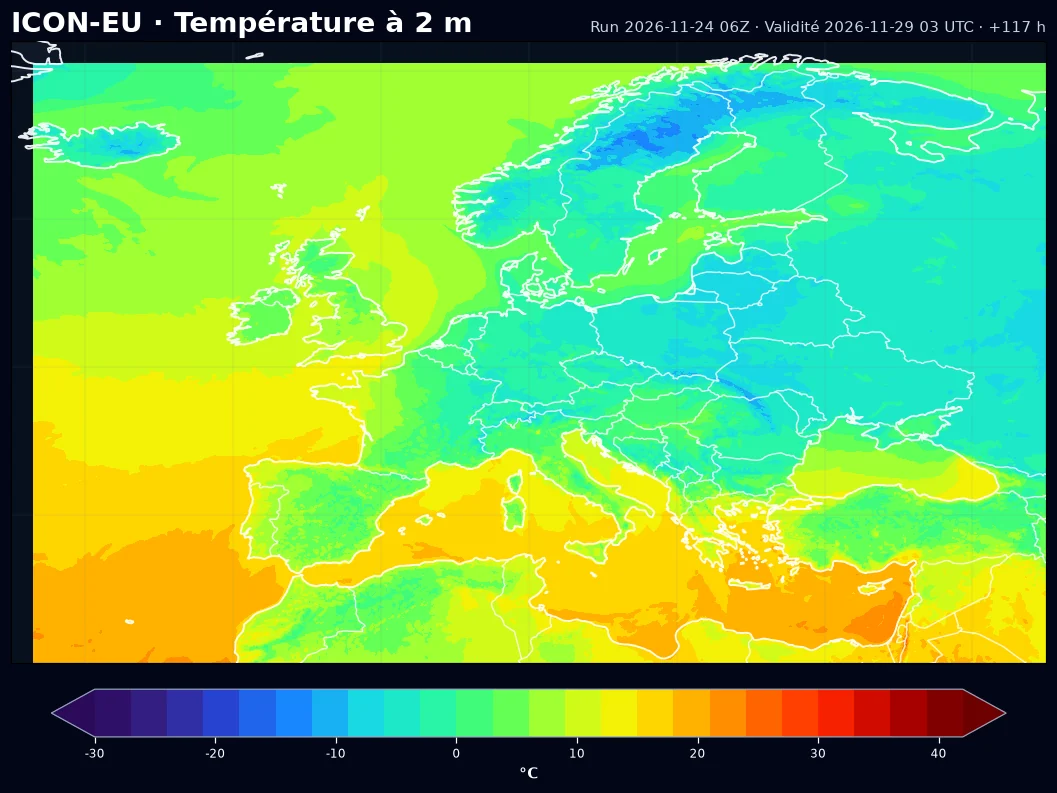 ICON-EU · Température à 2 m
Run 2026-11-24 06Z · Validité 2026-11-29 03 UTC · +117 h
-30 -20 -10 0 10 20 30 40
°C